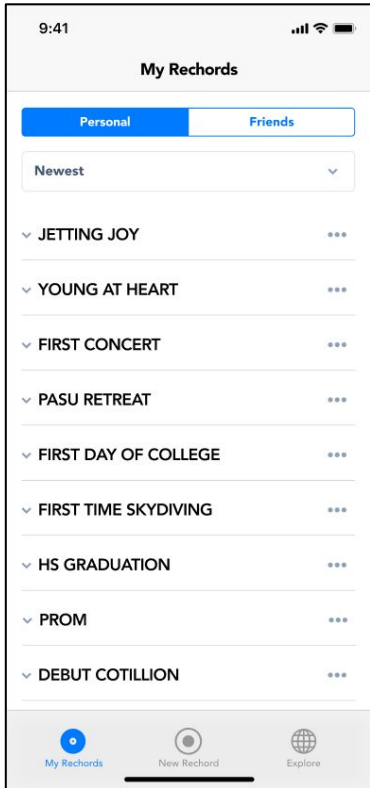 9:41
My Rechords
Personal Friends
Newest
JETTING JOY
YOUNG AT HEART
FIRST CONCERT
PASU RETREAT
FIRST DAY OF COLLEGE
FIRST TIME SKYDIVING
HS GRADUATION
PROM
DEBUT COTILLION
My Rechords New Rechord Explore